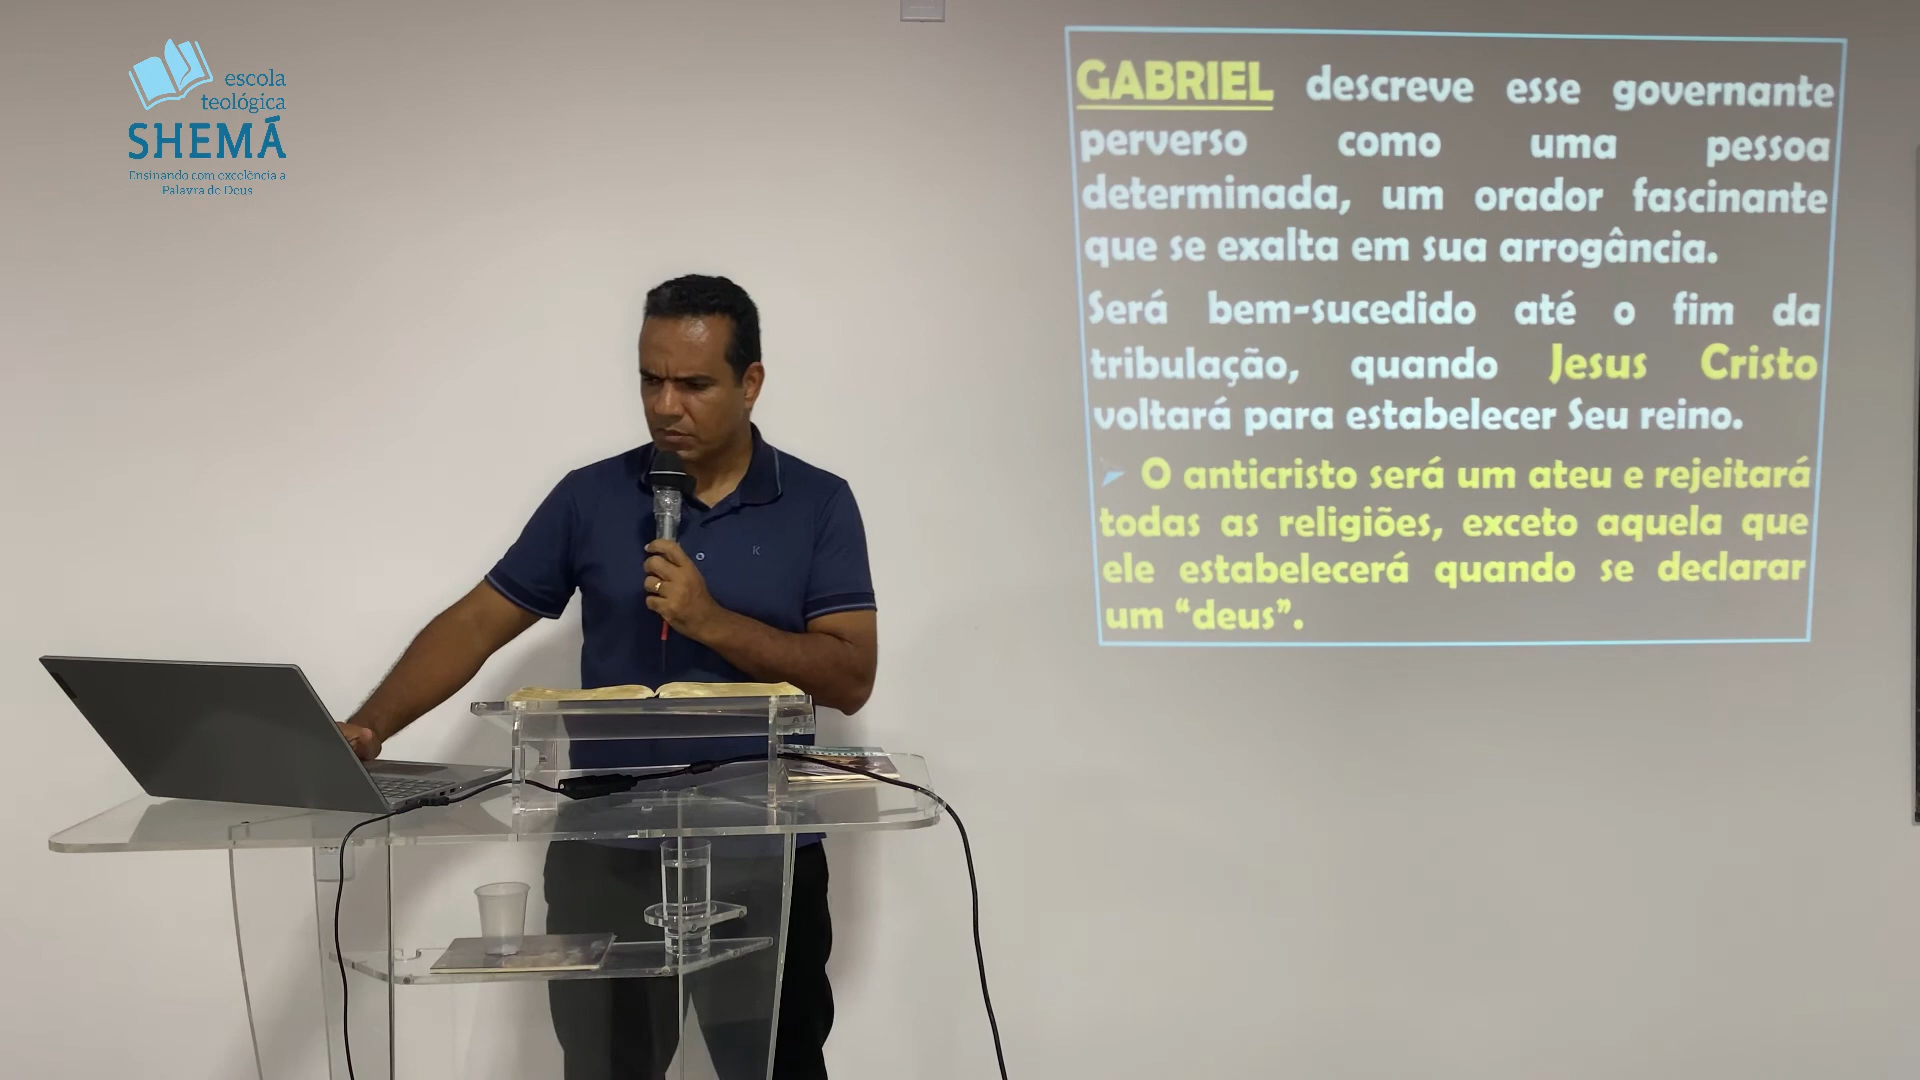 escola
teológica
SHEMÁ
Ensinando com excelência a
Palavra de Deus
GABRIEL descreve esse governante
perverso como uma pessoa
determinada, um orador fascinante
que se exalta em sua arrogância.
Será bem-sucedido até o fim da
tribulação, quando Jesus Cristo
voltará para estabelecer Seu reino.
➤ O anticristo será um ateu e rejeitará
todas as religiões, exceto aquela que
ele estabelecerá quando se declarar
um “deus”.
K